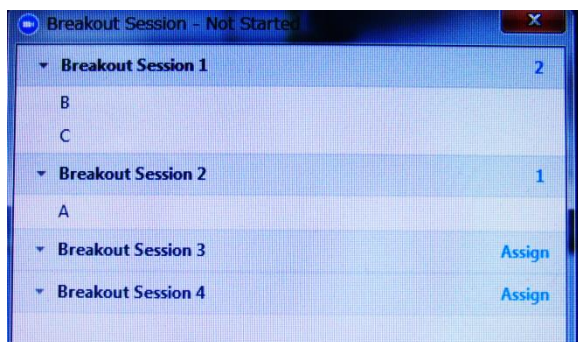 Breakout Session - Not Started
Breakout Session 1 2
B
C
Breakout Session 2 1
A
Breakout Session 3 Assign
Breakout Session 4 Assign